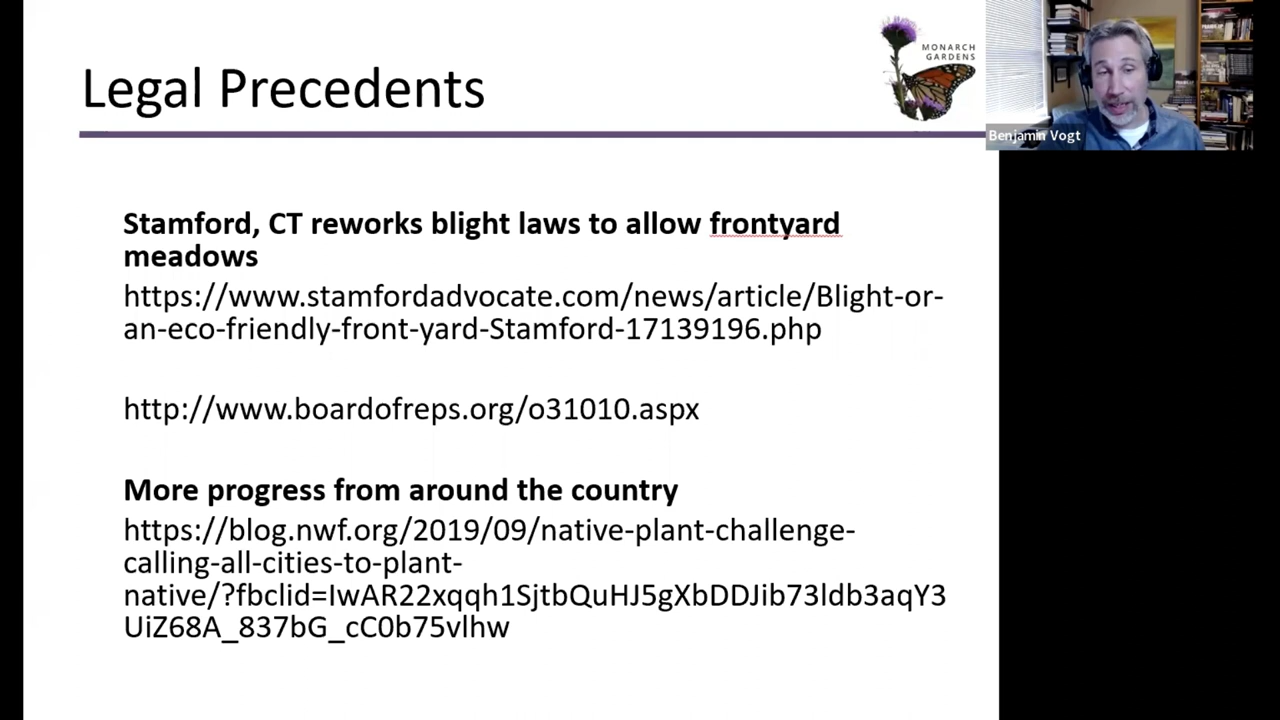 Legal Precedents
MONARCH
GARDENS
Benjamin Vogt
Stamford, CT reworks blight laws to allow frontyard
meadows
https://www.stamfordadvocate.com/news/article/Blight-or-
an-eco-friendly-front-yard-Stamford-17139196.php
http://www.boardofreps.org/o31010.aspx
More progress from around the country
https://blog.nwf.org/2019/09/native-plant-challenge-
calling-all-cities-to-plant-
native/?fbclid=IwAR22xqqh1SjtbQuHJ5gXbDDJib73ldb3aqY3
UiZ68A_837bG_cC0b75vlhw